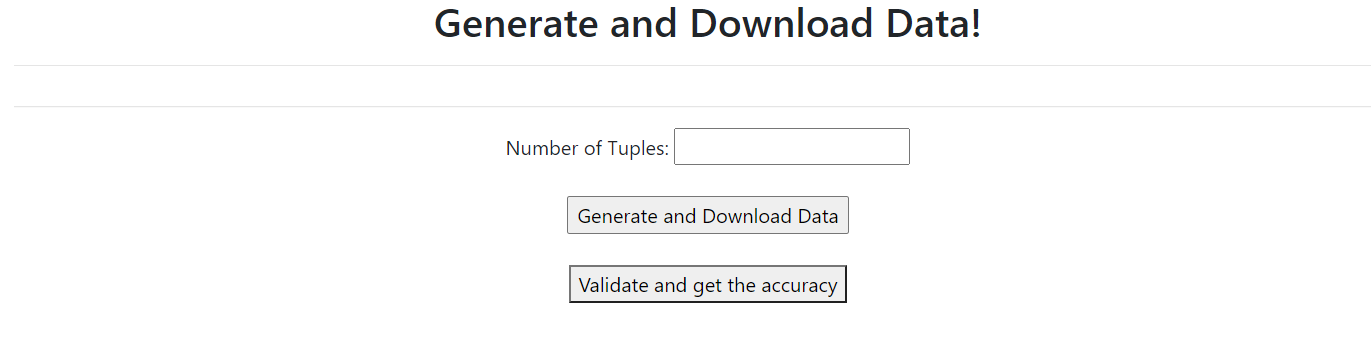 Generate and Download Data!
Number of Tuples:
Generate and Download Data
Validate and get the accuracy